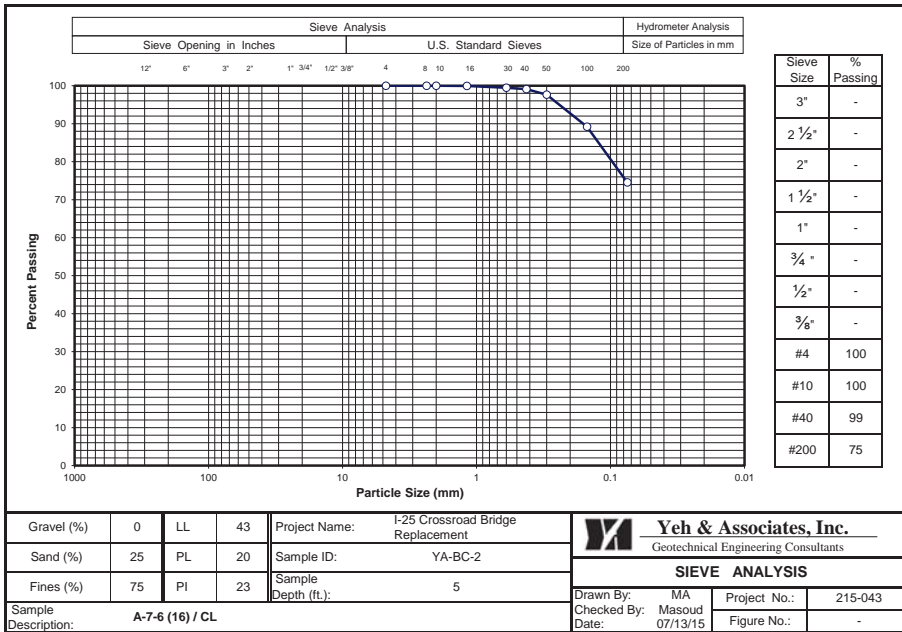 Sieve Analysis
Hydrometer Analysis
Sieve Opening in Inches
U.S. Standard Sieves
Size of Particles in mm
12" 6" 3" 2" 1" 3/4" 1/2" 3/8" 4 8 10 16 30 40 50 100 200
100
90
80
70
60
50
40
30
20
10
0
Percent Passing
1000 100 10 1 0.1 0.01
Particle Size (mm)
Sieve Size % Passing
3" -
2 ½" -
2" -
1 ½" -
1" -
¾ " -
½" -
⅜" -
#4 100
#10 100
#40 99
#200 75
Gravel (%) 0 LL 43
Sand (%) 25 PL 20
Fines (%) 75 PI 23
Sample Description: A-7-6 (16) / CL
Project Name: I-25 Crossroad Bridge Replacement
Sample ID: YA-BC-2
Sample Depth (ft.): 5
Yeh & Associates, Inc.
Geotechnical Engineering Consultants
SIEVE ANALYSIS
Drawn By: MA
Checked By: Masoud
Date: 07/13/15
Project No.: 215-043
Figure No.: -